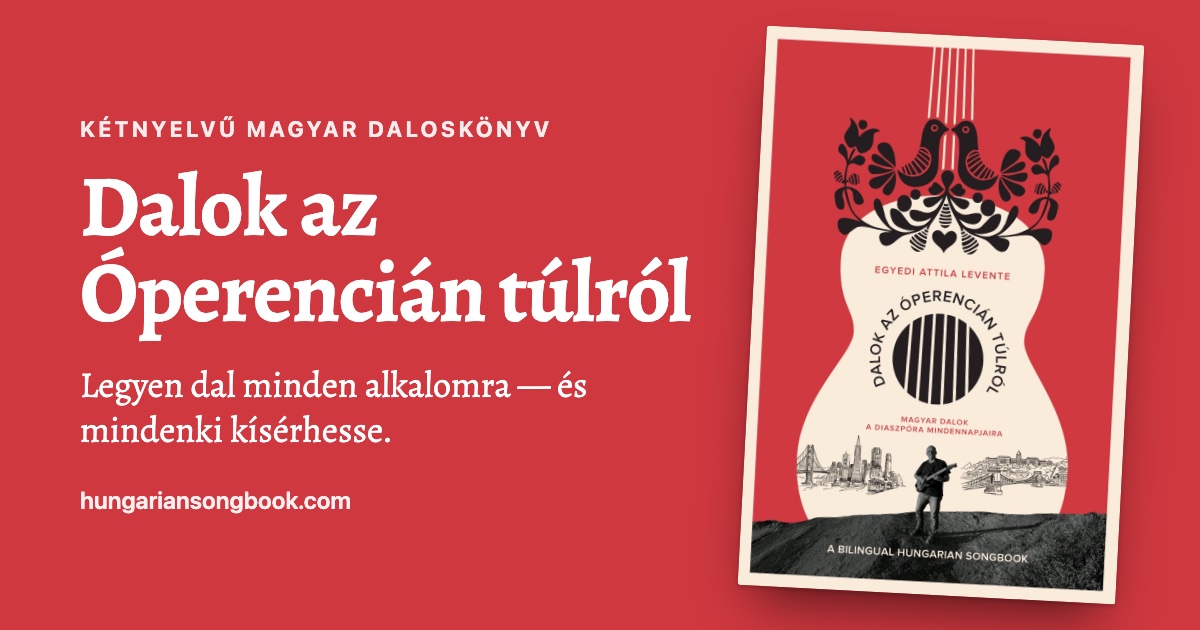 KÉTNYELVŰ MAGYAR DALOSKÖNYV
Dalok az
Óperencián túlról
Legyen dal minden alkalomra — és
mindenki kísérhesse.
hungariansongbook.com
EGYEDI ATTILA LEVENTE
DALOK AZ ÓPERENCIÁN TÚLRÓL
MAGYAR DALOK
A DIASZPÓRA MINDENNAPJAIRA
A BILINGUAL HUNGARIAN SONGBOOK